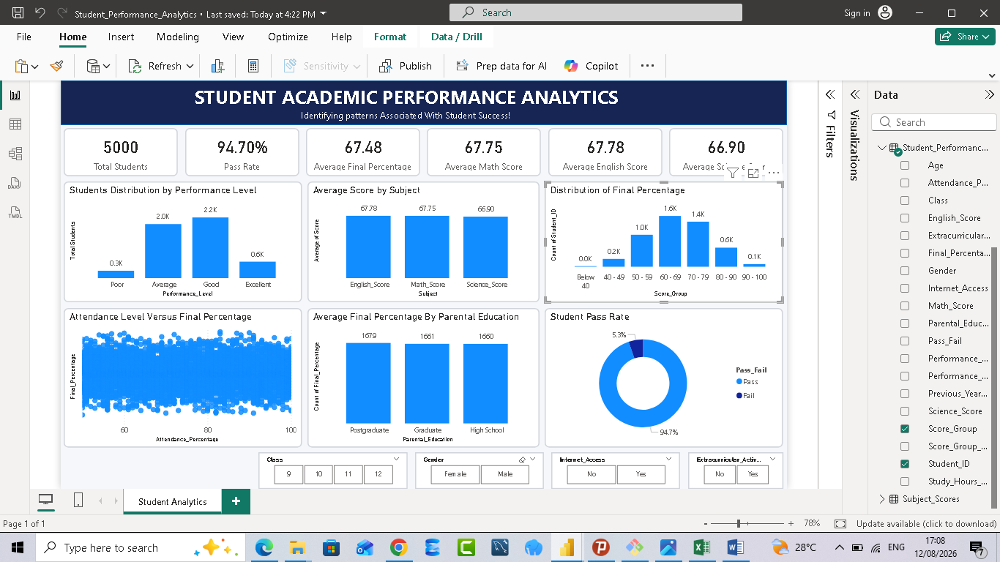 Student_Performance_Analytics • Last saved: Today at 4:22 PM
Search
Sign in
File Home Insert Modeling View Optimize Help Format Data / Drill
Share
Refresh
Sensitivity
Publish
Prep data for AI
Copilot
STUDENT ACADEMIC PERFORMANCE ANALYTICS
Identifying patterns Associated With Student Success!
5000
Total Students
94.70%
Pass Rate
67.48
Average Final Percentage
67.75
Average Math Score
67.78
Average English Score
66.90
Students Distribution by Performance Level
Total Students
0.3K
2.0K
2.2K
0.6K
Poor Average Good Excellent
Performance_Level
Average Score by Subject
Average of Score
67.78 67.75 66.90
English_Score Math_Score Science_Score
Subject
Distribution of Final Percentage
Count of Student_ID
0.0K 0.2K 1.0K 1.6K 1.4K 0.6K 0.1K
Below 40 - 49 50 - 59 60 - 69 70 - 79 80 - 90 90 - 100
40
Score_Group
Attendance Level Versus Final Percentage
Final_Percentage
60 80 100
Attendance_Percentage
Average Final Percentage By Parental Education
Count of Final_Percentage
1679 1661 1660
Postgraduate Graduate High School
Parental_Education
Student Pass Rate
5.3%
94.7%
Pass_Fail
Pass
Fail
Class
9 10 11 12
Gender
Female Male
Internet_Access
No Yes
Extracurricular_Activ...
No Yes
Filters
Visualizations
Data
Search
Student_Performanc...
Age
Attendance_P...
Class
English_Score
Extracurricular...
Final_Percenta...
Gender
Internet_Access
Math_Score
Parental_Educ...
Pass_Fail
Performance_...
Performance_...
Previous_Year...
Science_Score
Score_Group
Score_Group_...
Student_ID
Study_Hours_...
Subject_Scores
DAX
TMDL
Student Analytics
Page 1 of 1
78%
Update available (click to download)
Type here to search
28°C
ENG
17:08
12/08/2026
7